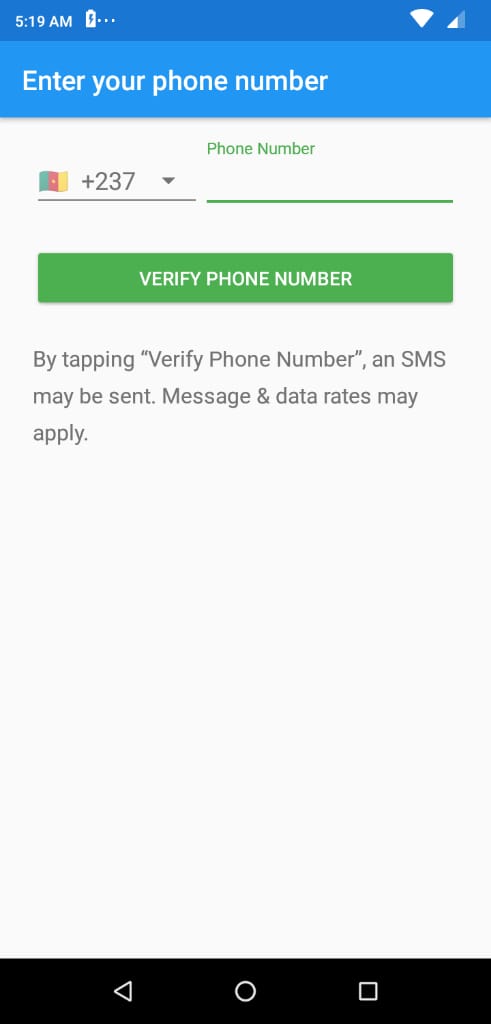 5:19 AM
Enter your phone number
Phone Number
+237
VERIFY PHONE NUMBER
By tapping “Verify Phone Number”, an SMS
may be sent. Message & data rates may
apply.